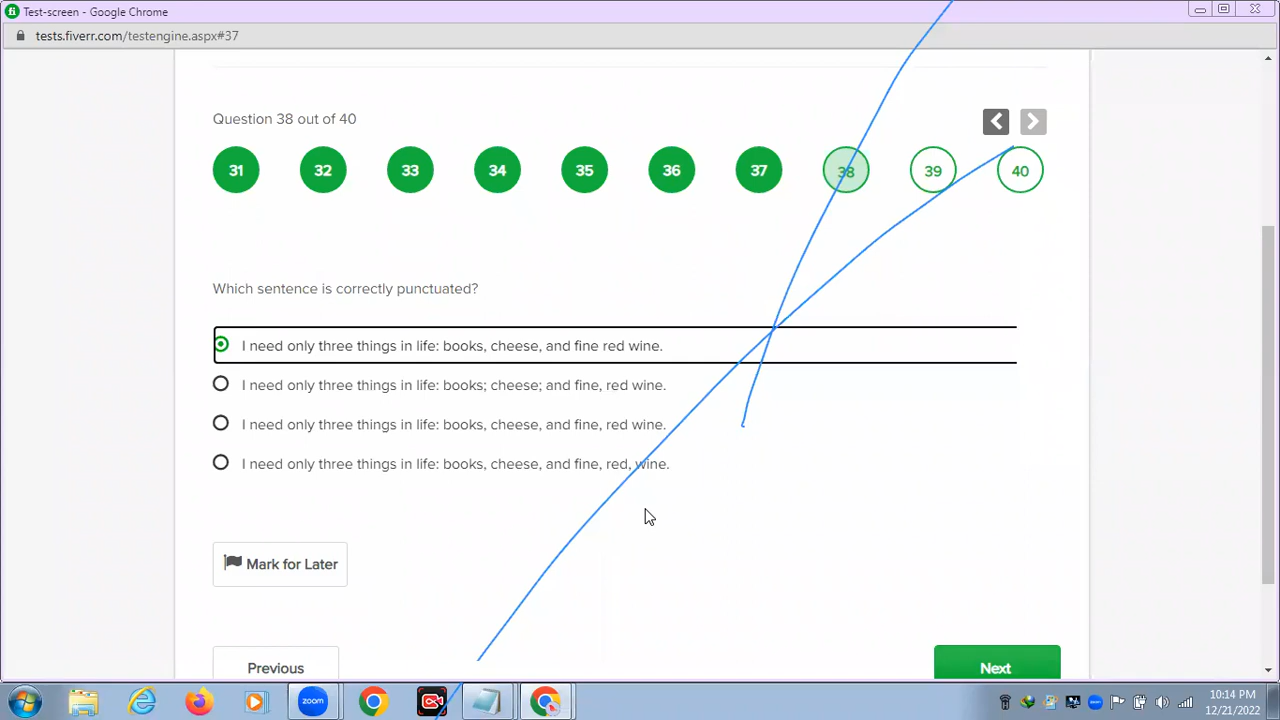 Test-screen - Google Chrome
tests.fiverr.com/testengine.aspx#37
Question 38 out of 40
31 32 33 34 35 36 37 38 39 40
Which sentence is correctly punctuated?
I need only three things in life: books, cheese, and fine red wine.
I need only three things in life: books; cheese; and fine, red wine.
I need only three things in life: books, cheese, and fine, red wine.
I need only three things in life: books, cheese, and fine, red, wine.
Mark for Later
Previous
Next
zoom
10:14 PM
12/21/2022